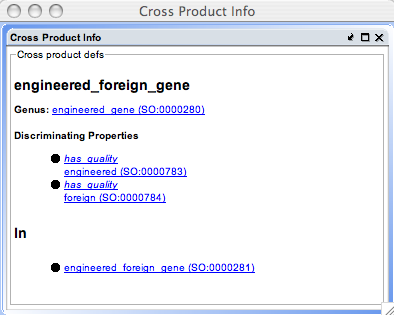 Cross Product Info
Cross Product Info
Cross product defs
engineered_foreign_gene
Genus: engineered_gene (SO:0000280)
Discriminating Properties
has_quality
engineered (SO:0000783)
has_quality
foreign (SO:0000784)
In
engineered_foreign_gene (SO:0000281)